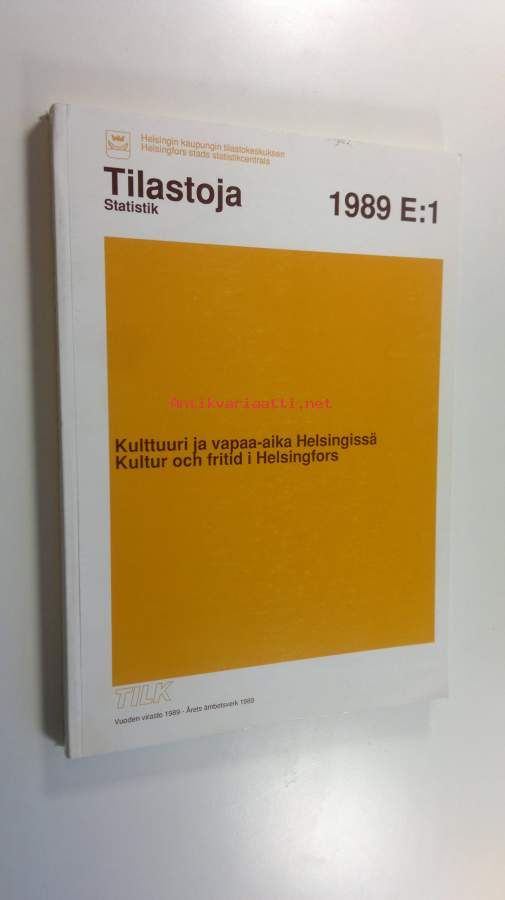 Helsingin kaupungin tilastokeskuksen
Helsingfors stads statistikcentrals
Tilastoja
Statistik
1989 E:1
Antikvariaatti.net
Kulttuuri ja vapaa-aika Helsingissä
Kultur och fritid i Helsingfors
TILK
Vuoden virasto 1989 - Årets ämbetsverk 1989